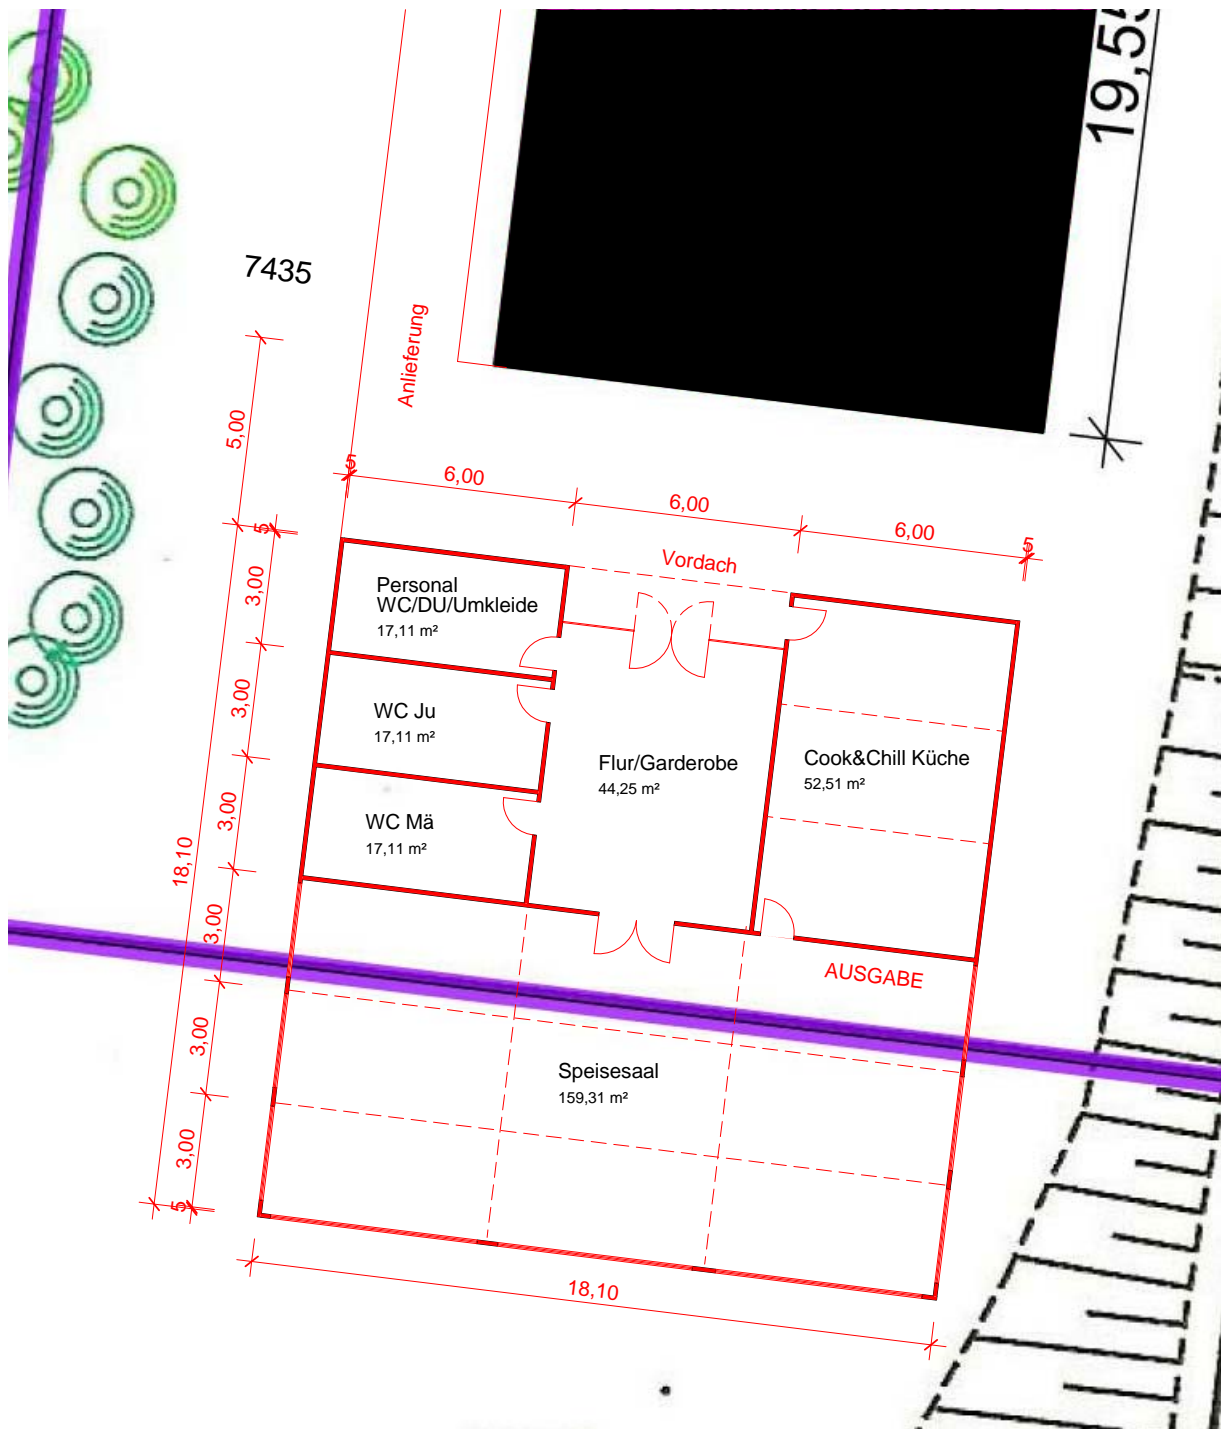 19,55
7435
Anlieferung
5,00
5
6,00
6,00
6,00
5
Vordach
5
3,00
3,00
3,00
3,00
3,00
3,00
5
18,10
Personal
WC/DU/Umkleide
17,11 m²
WC Ju
17,11 m²
WC Mä
17,11 m²
Flur/Garderobe
44,25 m²
Cook&Chill Küche
52,51 m²
AUSGABE
Speisesaal
159,31 m²
18,10